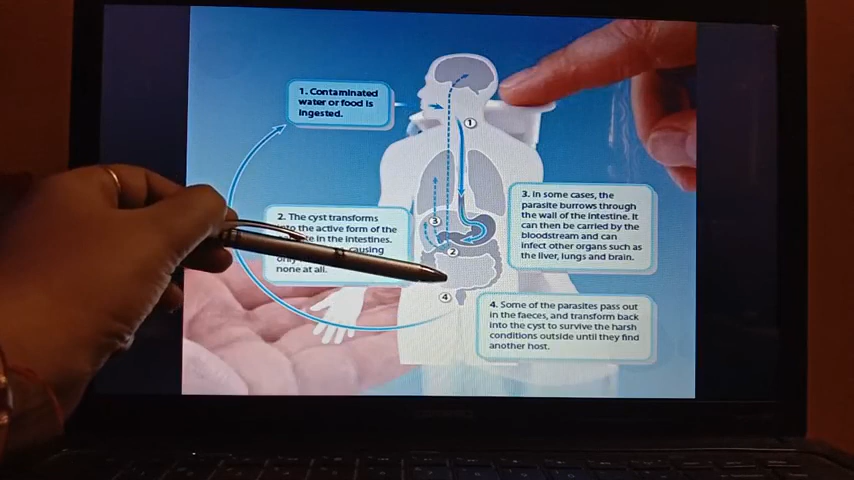 1. Contaminated
water or food is
ingested.
1
2. The cyst transforms
the active form of the
in the intestines.
causing
none at all.
3
2
3. In some cases, the
parasite burrows through
the wall of the intestine. It
can then be carried by the
bloodstream and can
infect other organs such as
the liver, lungs and brain.
4
4. Some of the parasites pass out
in the faeces, and transform back
into the cyst to survive the harsh
conditions outside until they find
another host.